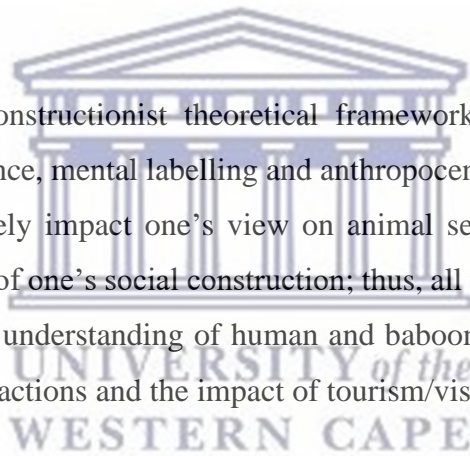 onstructionist theoretical framework
nce, mental labelling and anthropocen
ely impact one's view on animal se
of one's social construction; thus, all
understanding of human and baboon
UNIVERSITY of the
actions and the impact of tourism/vis
WESTERN CAPE